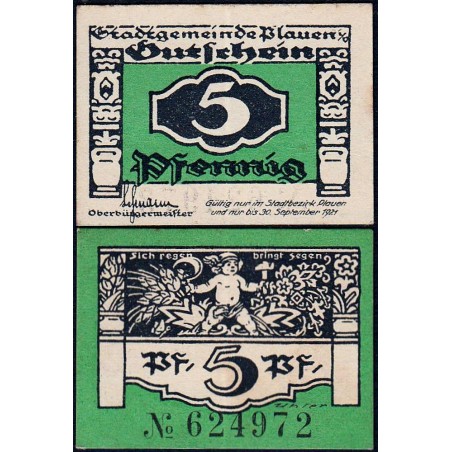 Stadtgemeinde Plauen i/V
Gutschein
5
Pfennig
Oberbürgermeister
Gültig nur im Stadtbezirk Plauen
und nur bis 30. September 1921
Sich regen bringt Segen
Pf. 5 Pf.
№ 624972